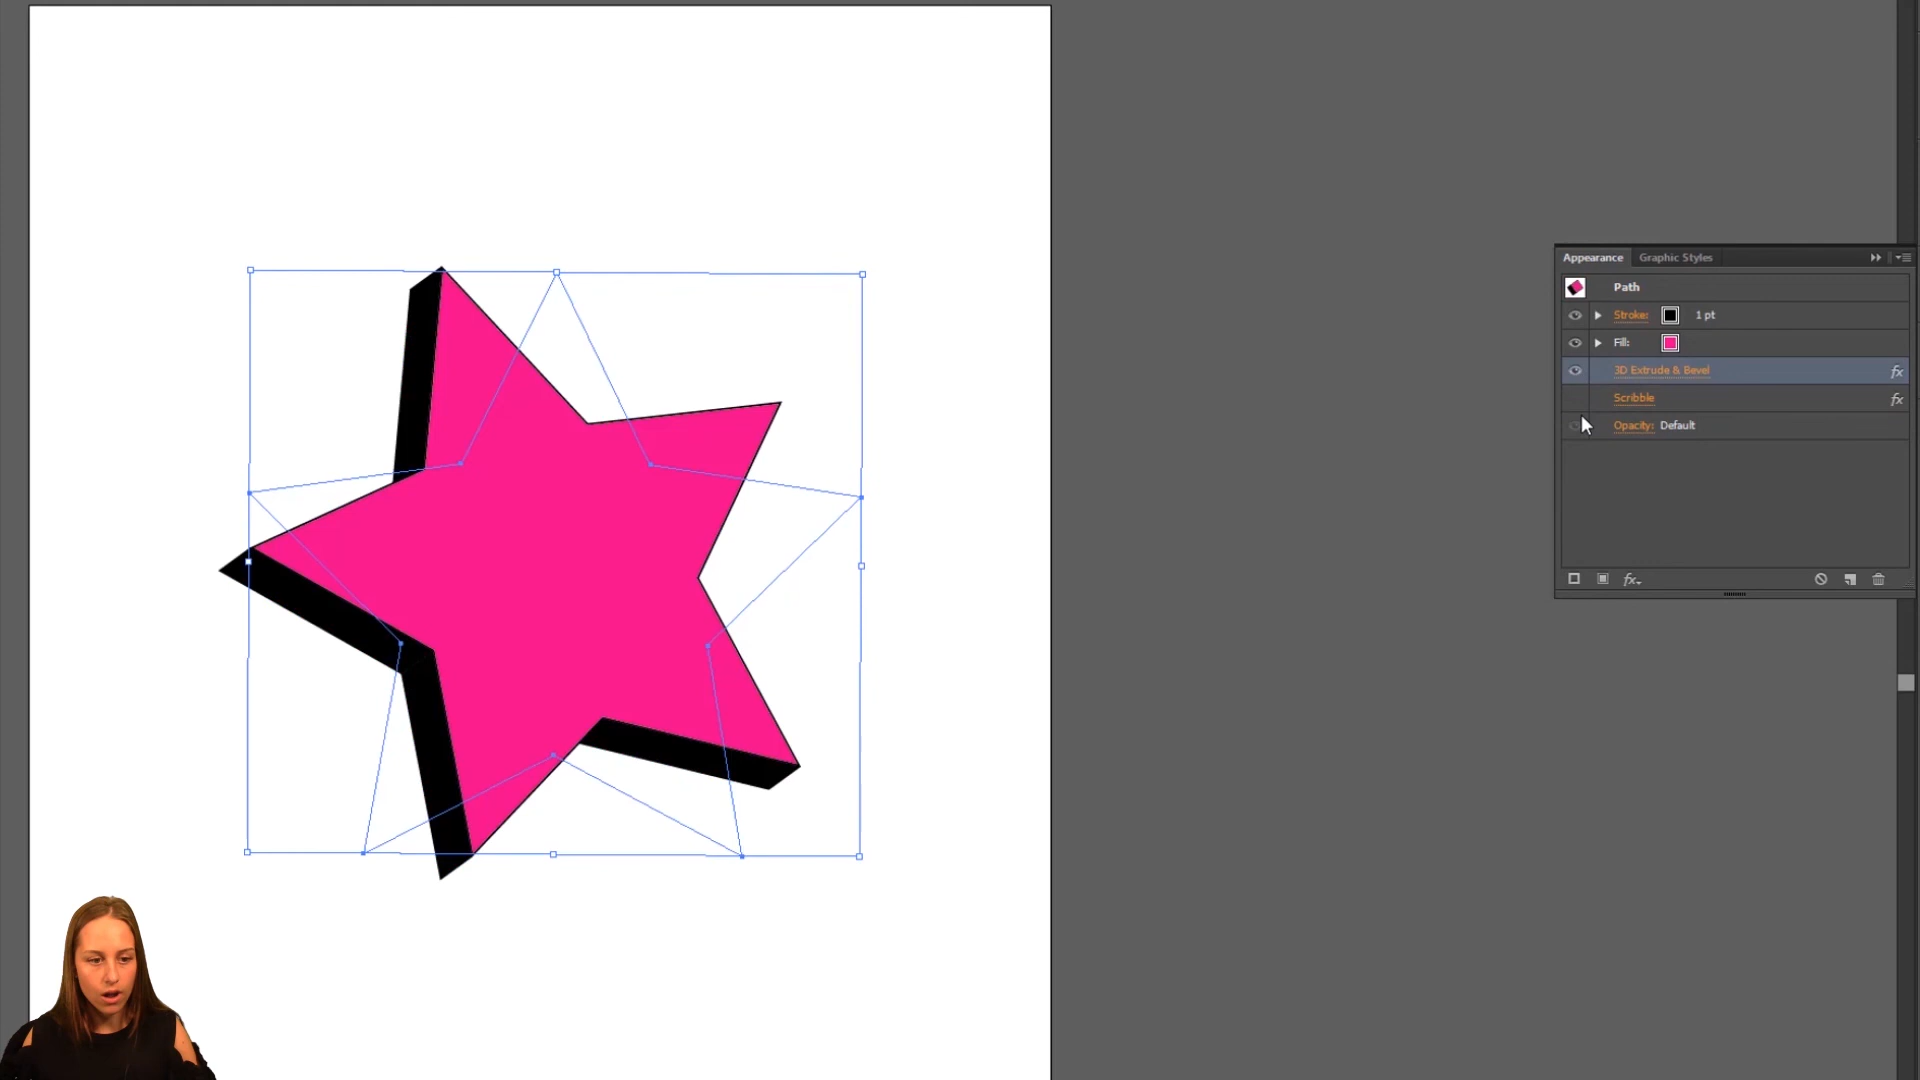 Appearance Graphic Styles
Path
Stroke: 1 pt
Fill:
3D Extrude & Bevel fx
Scribble fx
Opacity: Default
fx